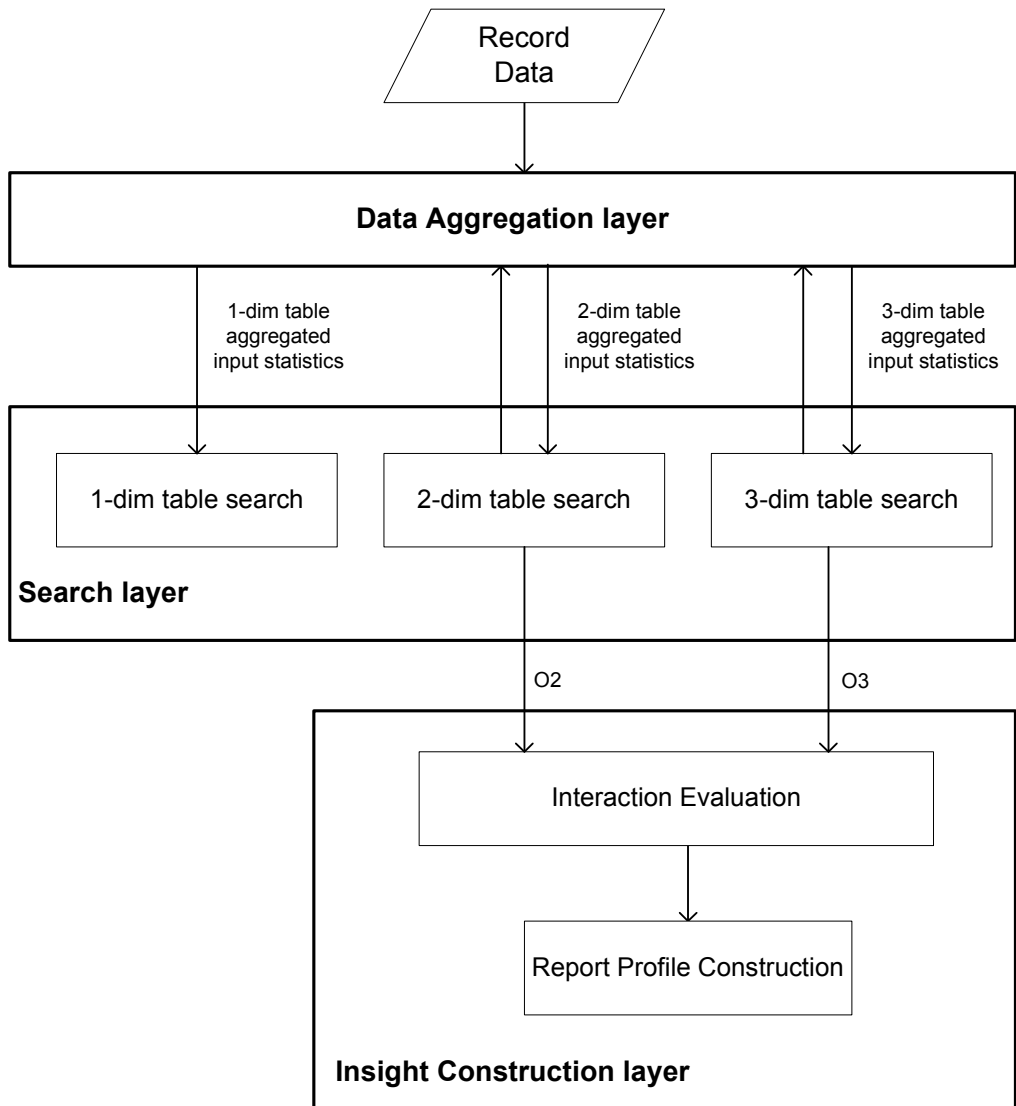 Record
Data
Data Aggregation layer
1-dim table
aggregated
input statistics
2-dim table
aggregated
input statistics
3-dim table
aggregated
input statistics
1-dim table search
2-dim table search
3-dim table search
Search layer
O2
O3
Interaction Evaluation
Report Profile Construction
Insight Construction layer